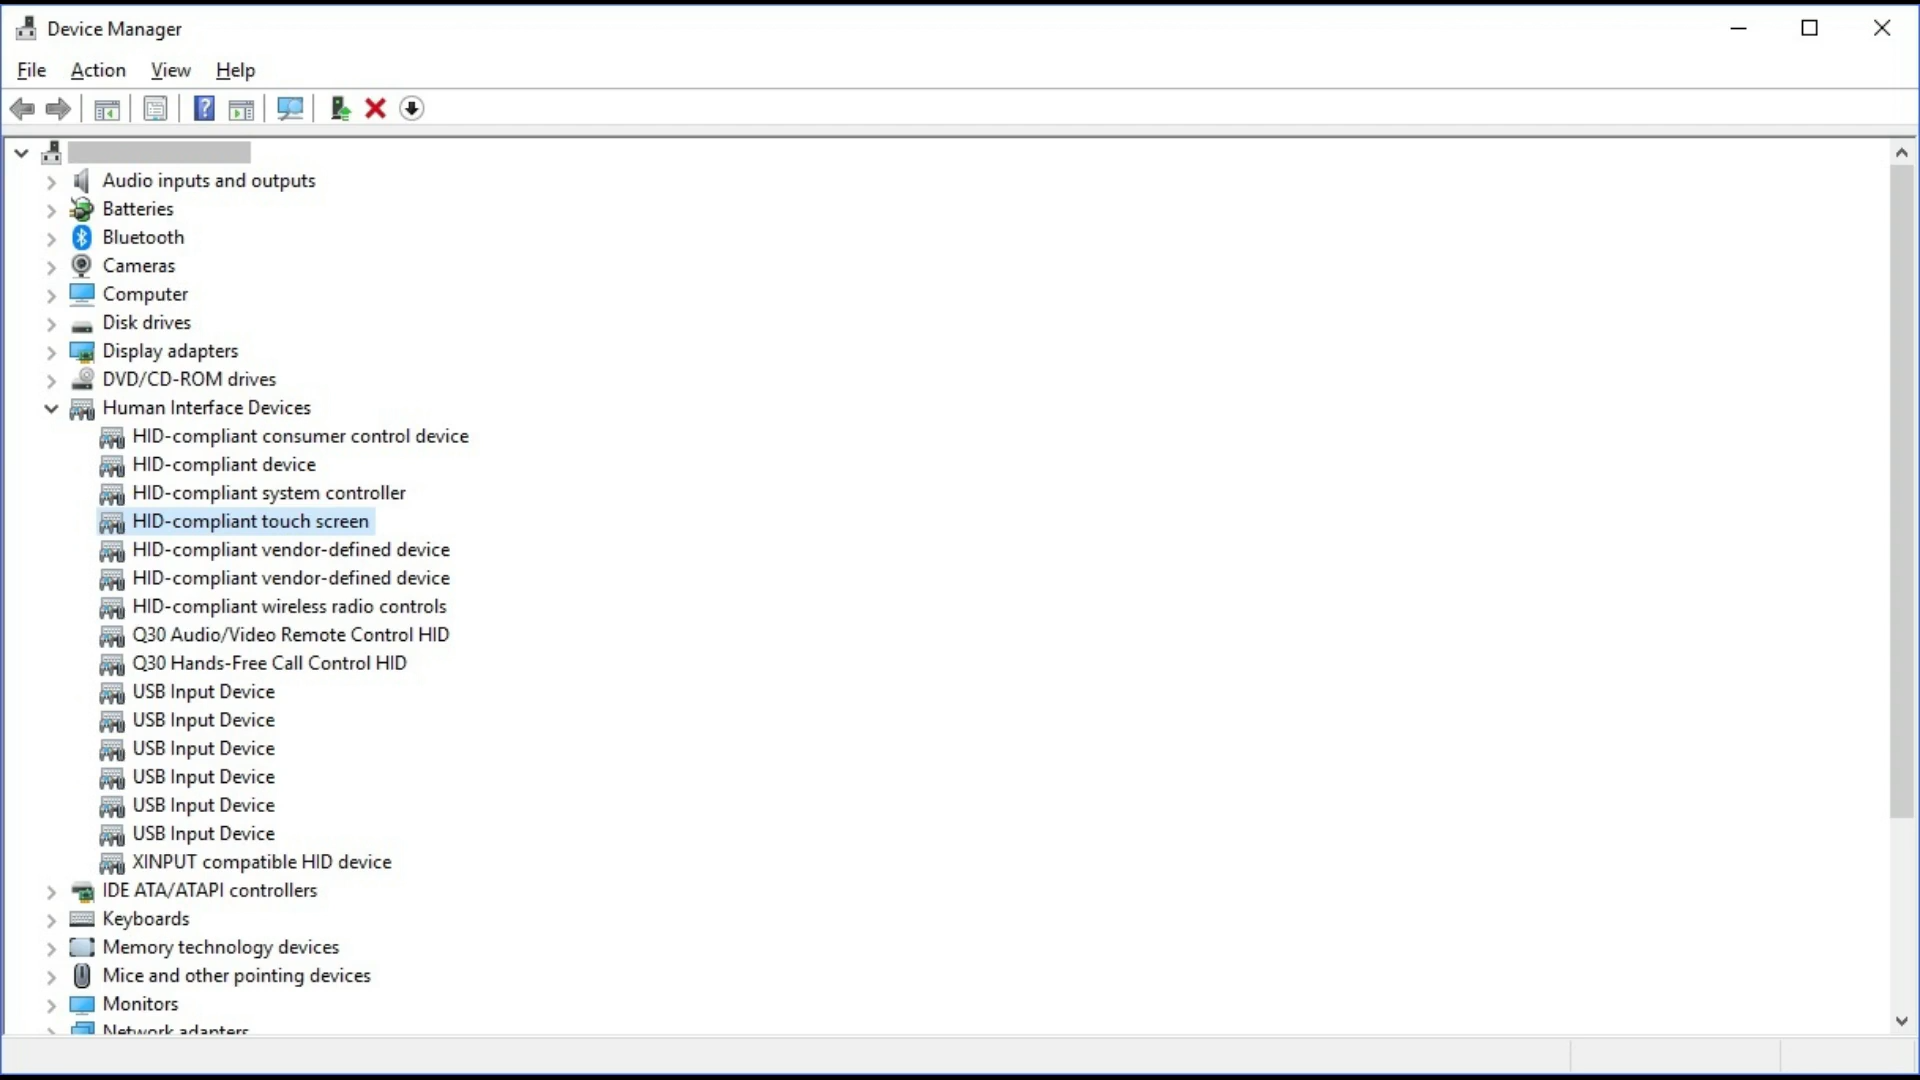 Device Manager
File Action View Help
Audio inputs and outputs
Batteries
Bluetooth
Cameras
Computer
Disk drives
Display adapters
DVD/CD-ROM drives
Human Interface Devices
HID-compliant consumer control device
HID-compliant device
HID-compliant system controller
HID-compliant touch screen
HID-compliant vendor-defined device
HID-compliant vendor-defined device
HID-compliant wireless radio controls
Q30 Audio/Video Remote Control HID
Q30 Hands-Free Call Control HID
USB Input Device
USB Input Device
USB Input Device
USB Input Device
USB Input Device
USB Input Device
XINPUT compatible HID device
IDE ATA/ATAPI controllers
Keyboards
Memory technology devices
Mice and other pointing devices
Monitors
Network adapters